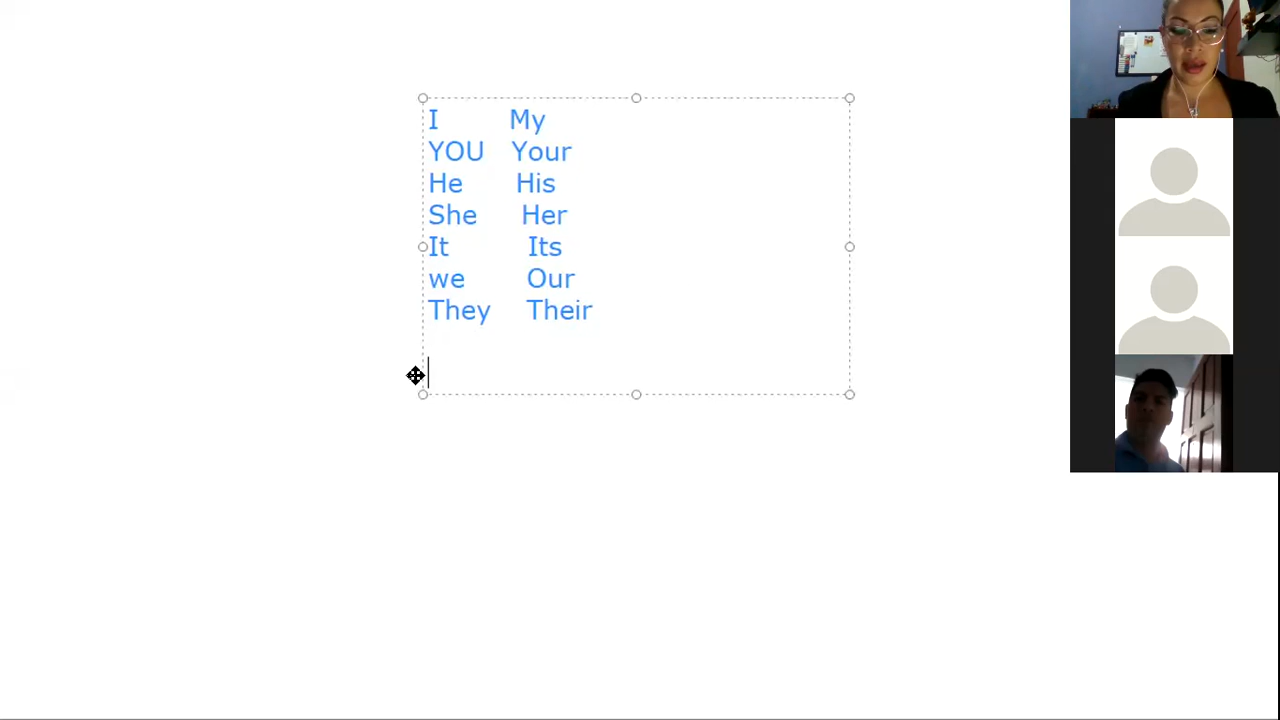 I My
YOU Your
He His
She Her
It Its
we Our
They Their